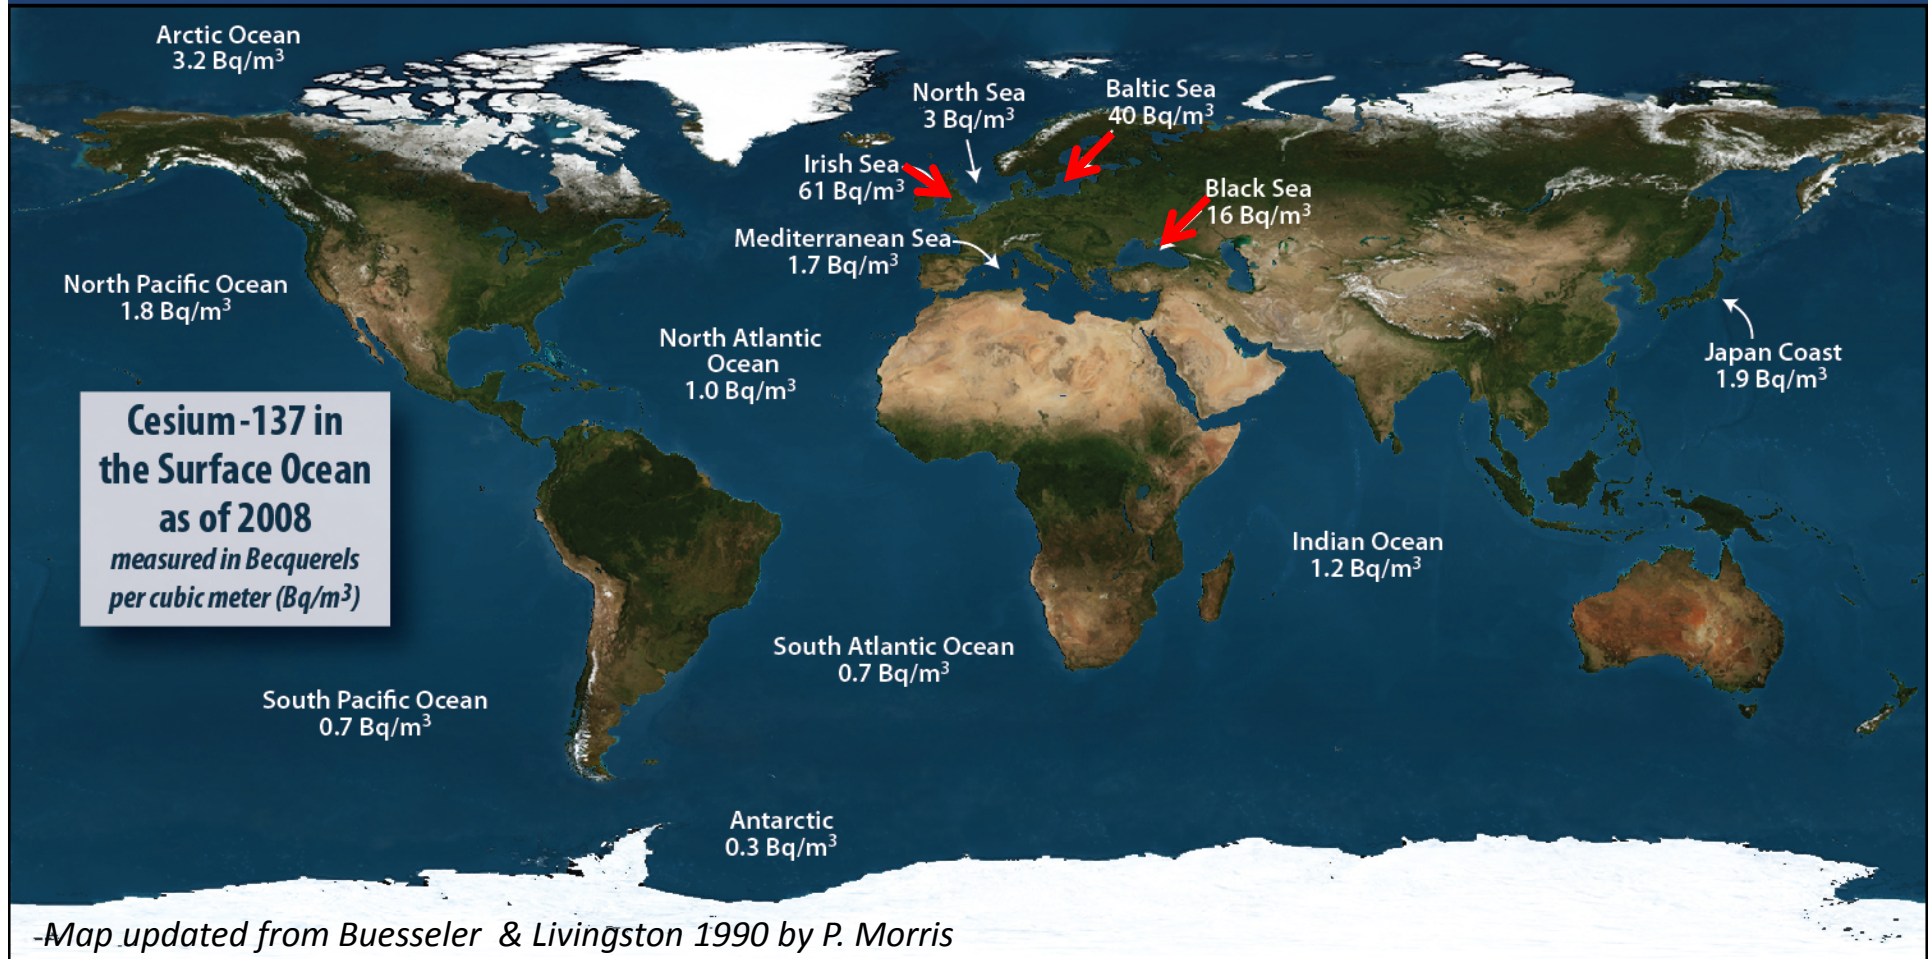 Arctic Ocean
3.2 Bq/m³
North Sea
3 Bq/m³
Baltic Sea
40 Bq/m³
Irish Sea
61 Bq/m³
Black Sea
16 Bq/m³
Mediterranean Sea
1.7 Bq/m³
North Pacific Ocean
1.8 Bq/m³
North Atlantic
Ocean
1.0 Bq/m³
Japan Coast
1.9 Bq/m³
Cesium-137 in
the Surface Ocean
as of 2008
measured in Becquerels
per cubic meter (Bq/m³)
Indian Ocean
1.2 Bq/m³
South Atlantic Ocean
0.7 Bq/m³
South Pacific Ocean
0.7 Bq/m³
Antarctic
0.3 Bq/m³
Map updated from Buesseler & Livingston 1990 by P. Morris